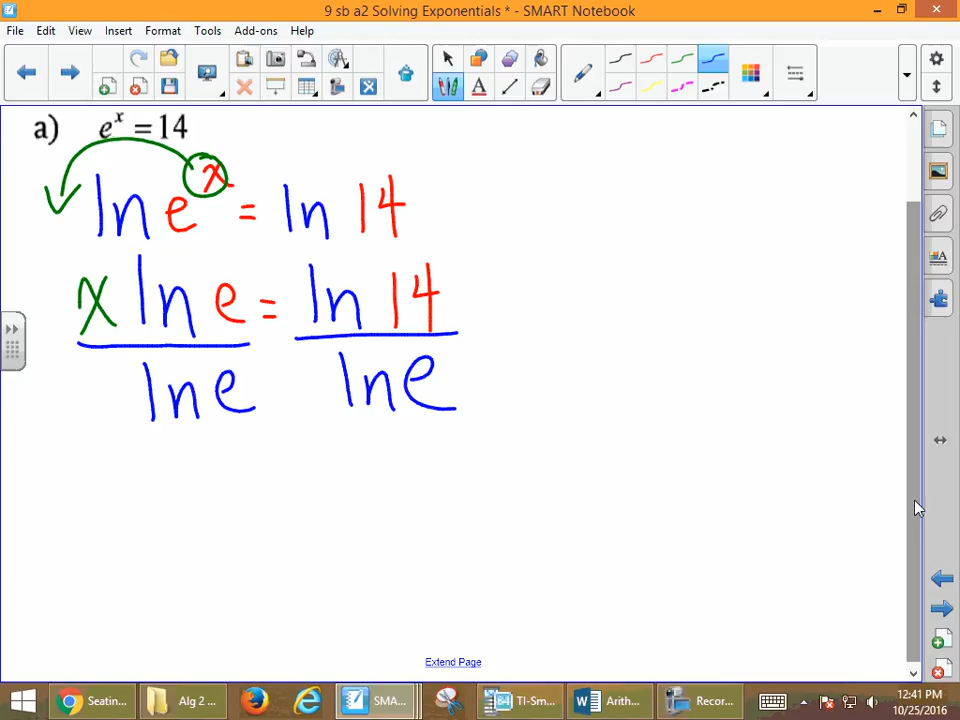 9 sb a2 Solving Exponentials * - SMART Notebook
File Edit View Insert Format Tools Add-ons Help
a) e^x = 14
ln e^x = ln 14
x ln e = ln 14
ln e ln e
Extend Page
Seatin... Alg 2 ... SMA... TI-Sm... Arith... Recor... 12:41 PM
10/25/2016